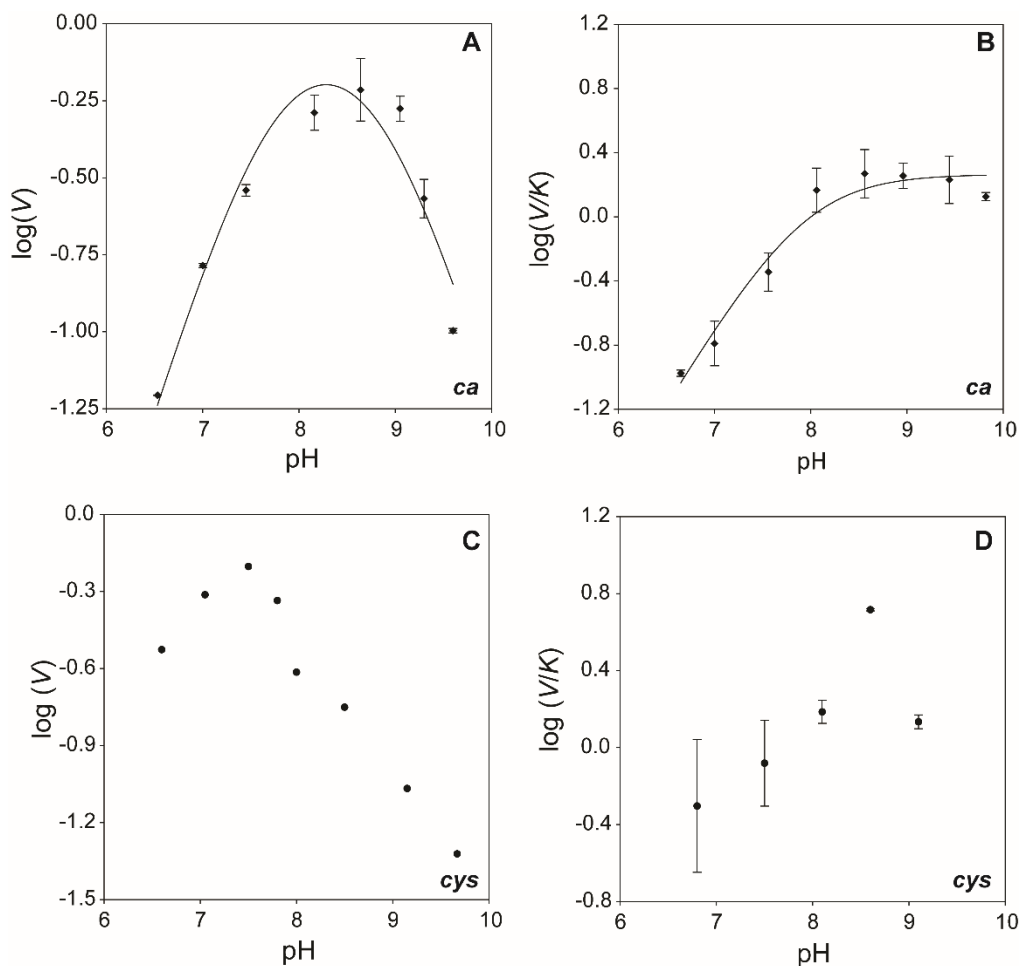 A
log(V)
0.00
-0.25
-0.50
-0.75
-1.00
-1.25
6
7
8
9
10
pH
ca
B
log(V/K)
1.2
0.8
0.4
0.0
-0.4
-0.8
-1.2
6
7
8
9
10
pH
ca
C
log (V)
0.0
-0.3
-0.6
-0.9
-1.2
-1.5
6
7
8
9
10
pH
cys
D
log (V/K)
1.2
0.8
0.4
0.0
-0.4
-0.8
6
7
8
9
10
pH
cys